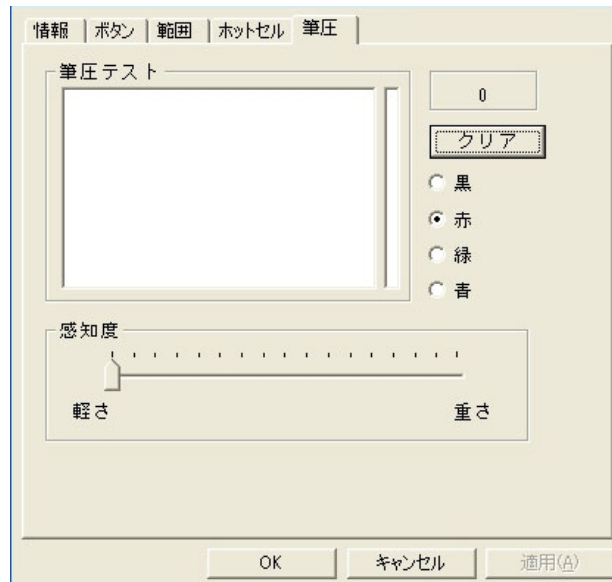 情報 ボタン 範囲 ホットセル 筆圧
筆圧テスト
0
クリア
黒
赤
緑
青
感知度
軽さ 重さ
OK キャンセル 適用(A)